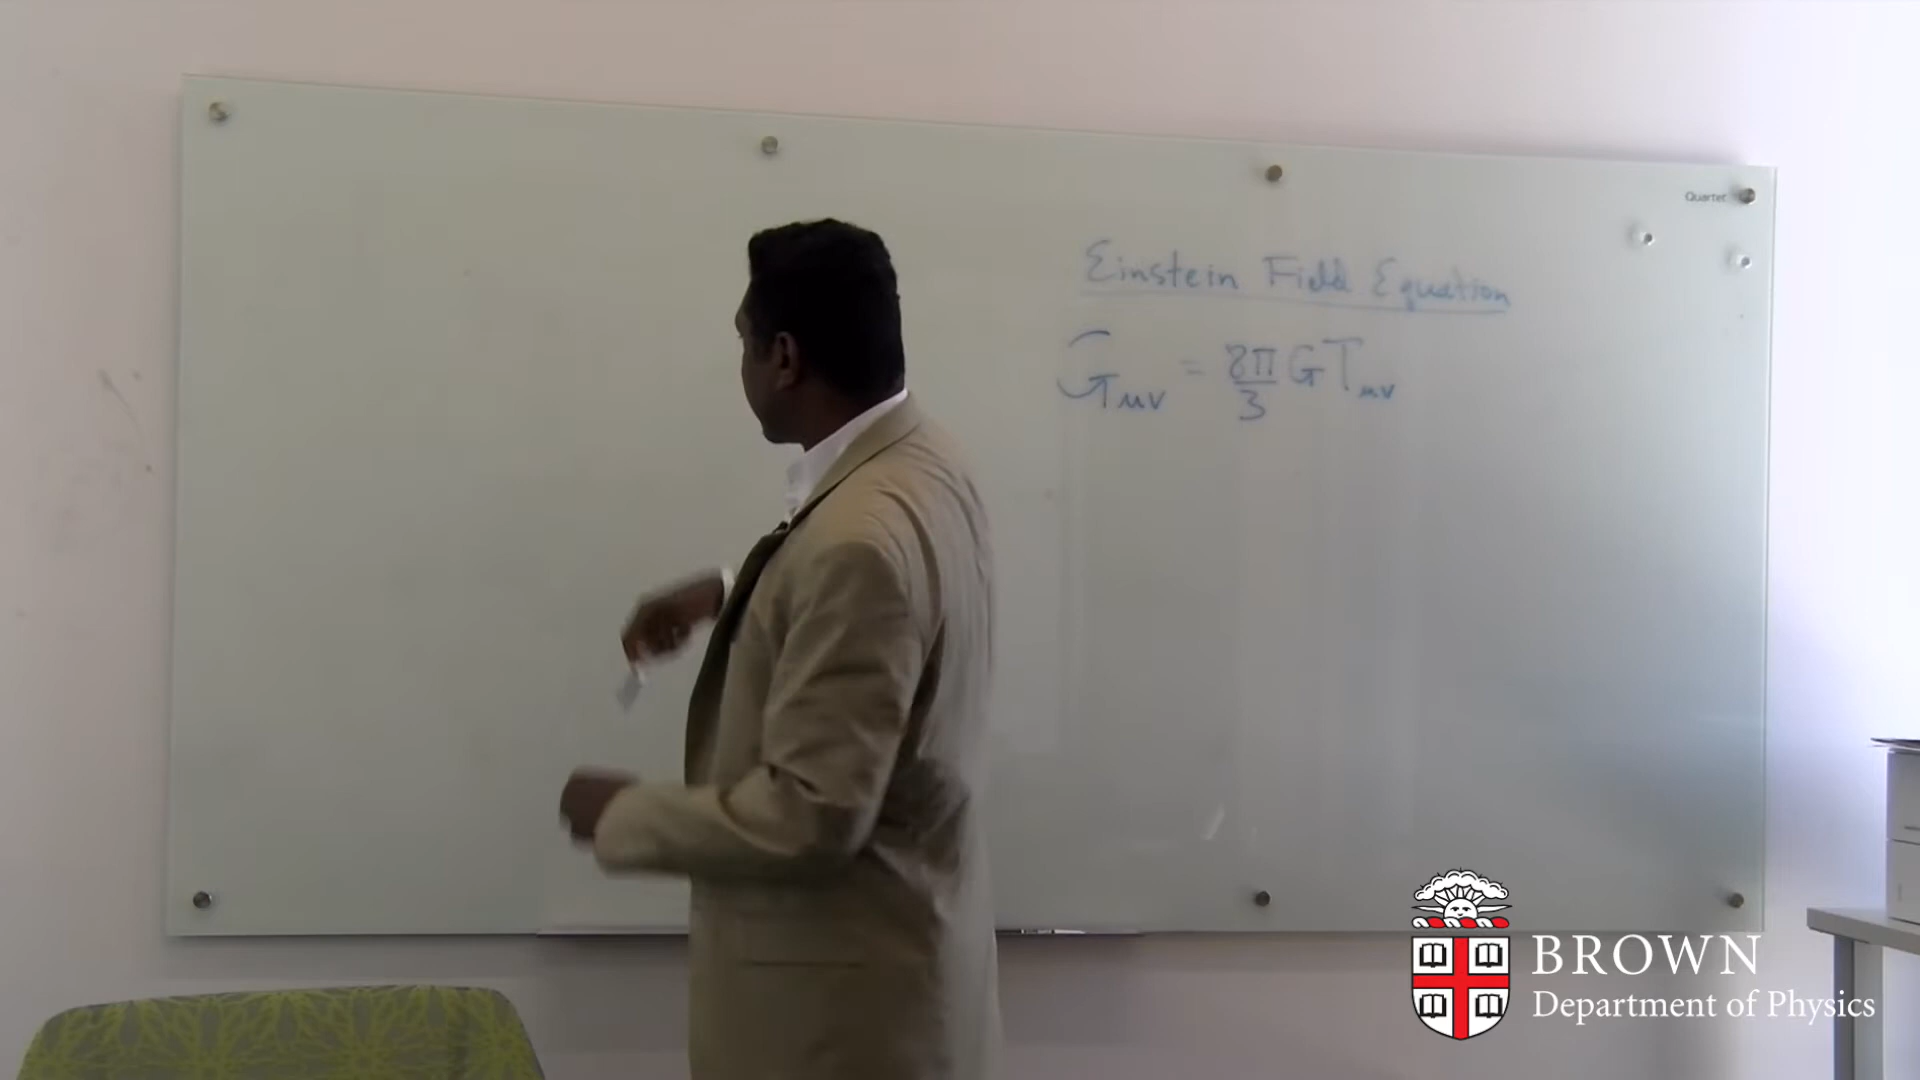 Quartet
Einstein Field Equation
Gμν = 8π/3 G Tμν
BROWN
Department of Physics